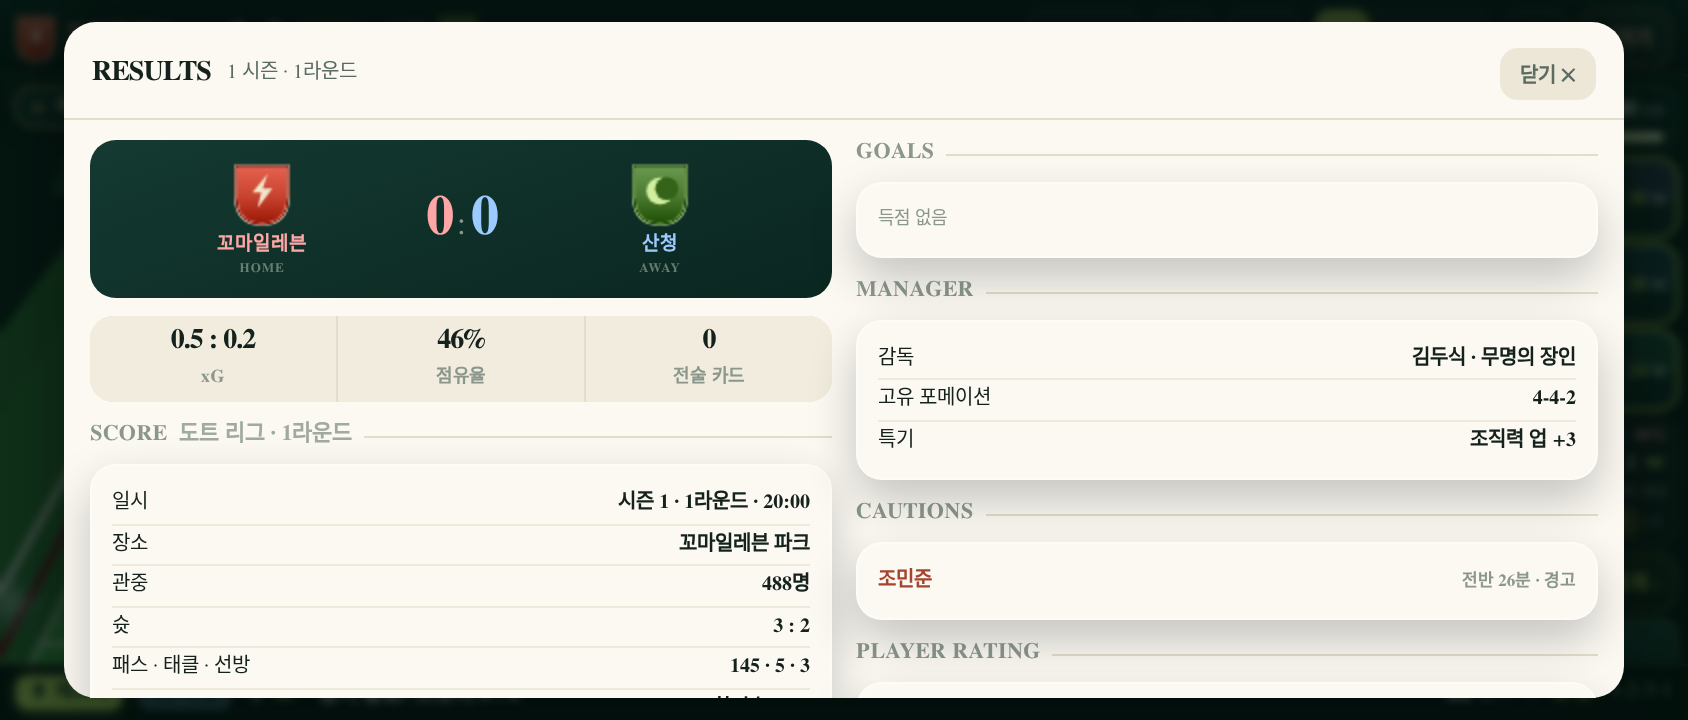 RESULTS 1 시즌 · 1라운드
닫기 ×
0 : 0
꼬마일레븐
HOME
산청
AWAY
0.5 : 0.2
xG
46%
점유율
0
전술 카드
SCORE 도트 리그 · 1라운드
일시 시즌 1 · 1라운드 · 20:00
장소 꼬마일레븐 파크
관중 488명
슛 3 : 2
패스 · 태클 · 선방 145 · 5 · 3
GOALS
득점 없음
MANAGER
감독 김두식 · 무명의 장인
고유 포메이션 4-4-2
특기 조직력 업 +3
CAUTIONS
조민준 전반 26분 · 경고
PLAYER RATING